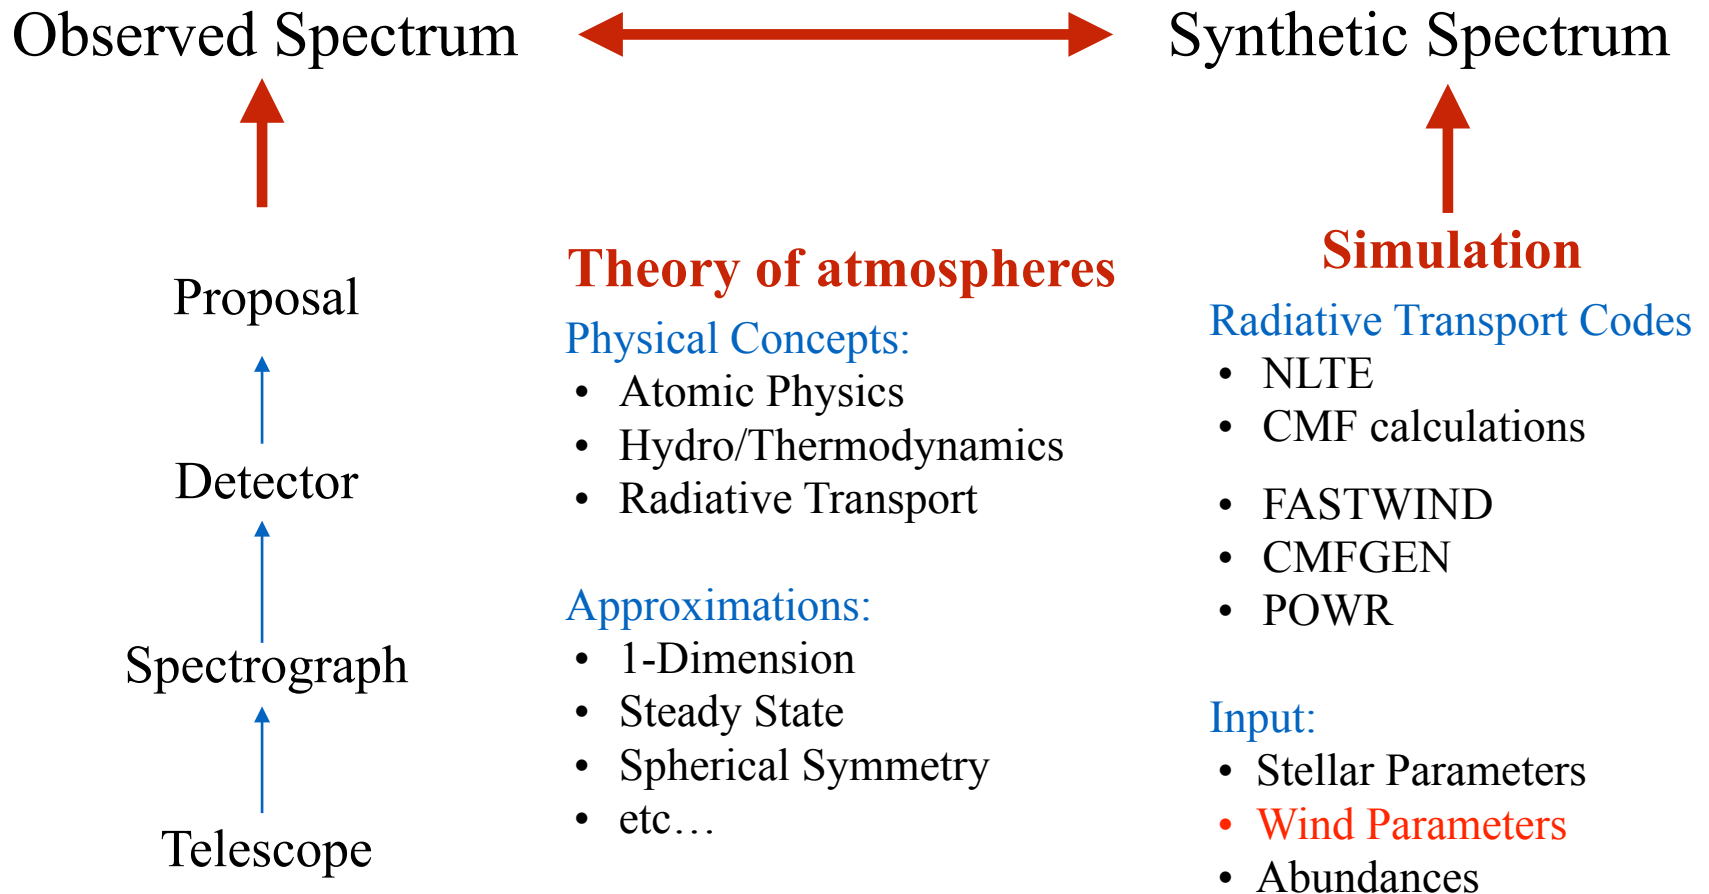 Observed Spectrum
Synthetic Spectrum
Proposal
Detector
Spectrograph
Telescope
Theory of atmospheres
Physical Concepts:
• Atomic Physics
• Hydro/Thermodynamics
• Radiative Transport
Approximations:
• 1-Dimension
• Steady State
• Spherical Symmetry
• etc…
Simulation
Radiative Transport Codes
• NLTE
• CMF calculations
• FASTWIND
• CMFGEN
• POWR
Input:
• Stellar Parameters
• Wind Parameters
• Abundances